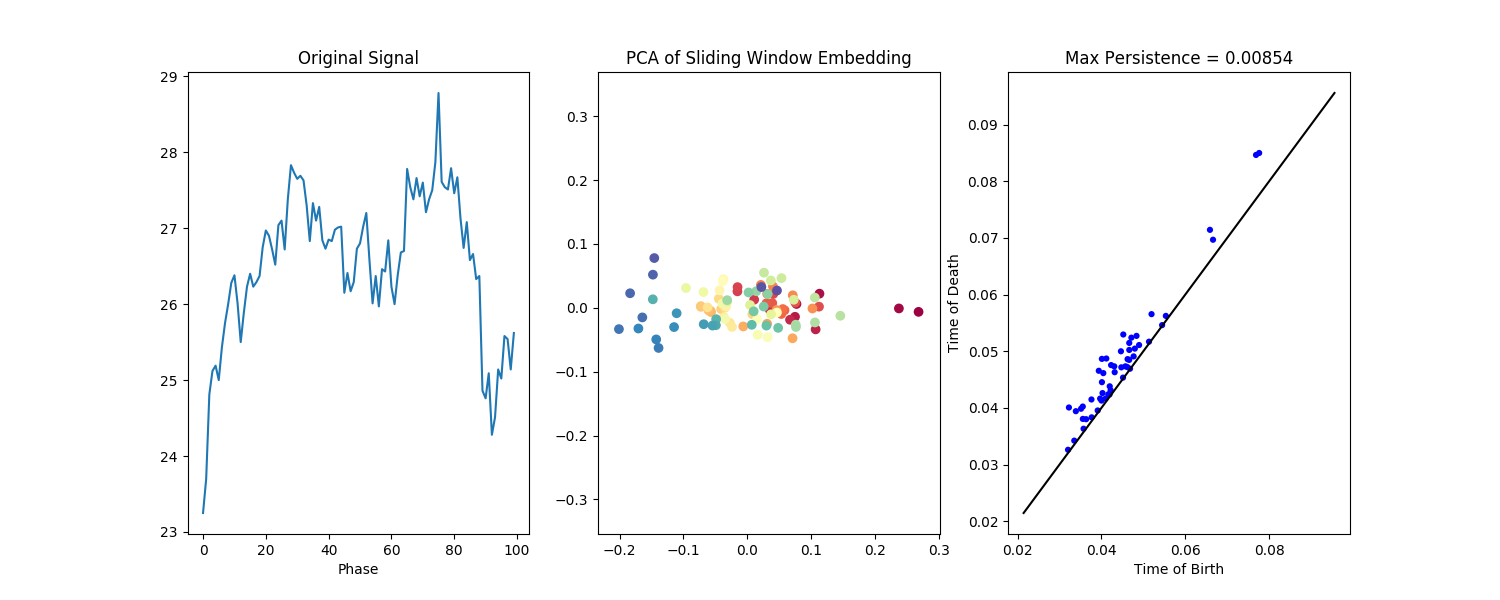 Original Signal
29
28
27
26
25
24
23
0 20 40 60 80 100
Phase
PCA of Sliding Window Embedding
0.3
0.2
0.1
0.0
−0.1
−0.2
−0.3
−0.2 −0.1 0.0 0.1 0.2 0.3
Max Persistence = 0.00854
Time of Death
0.09
0.08
0.07
0.06
0.05
0.04
0.03
0.02
0.02 0.04 0.06 0.08
Time of Birth